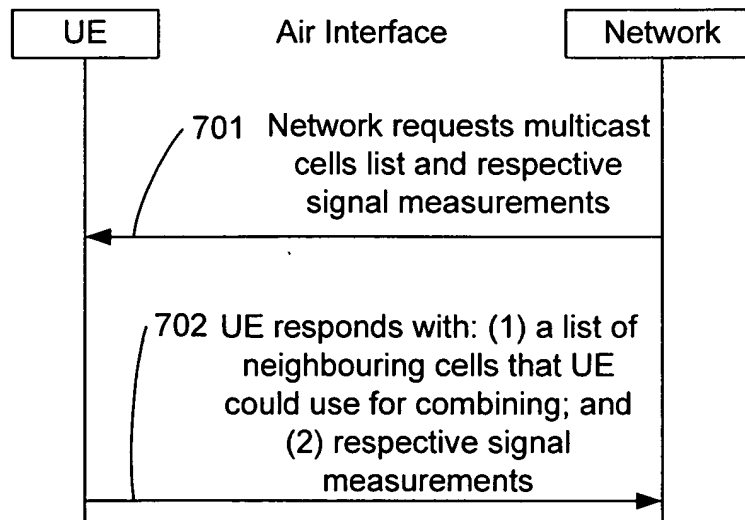 UE
Air Interface
Network
701 Network requests multicast
cells list and respective
signal measurements
702 UE responds with: (1) a list of
neighbouring cells that UE
could use for combining; and
(2) respective signal
measurements